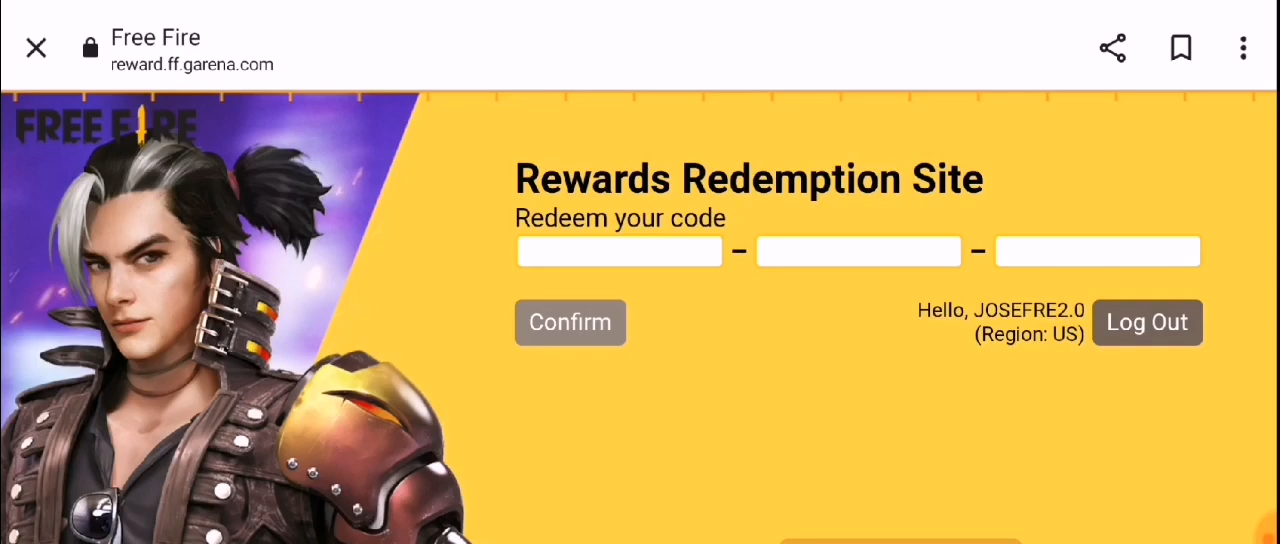 Free Fire
reward.ff.garena.com
FREE FIRE
Rewards Redemption Site
Redeem your code
– –
Confirm
Hello, JOSEFRE2.0
(Region: US)
Log Out